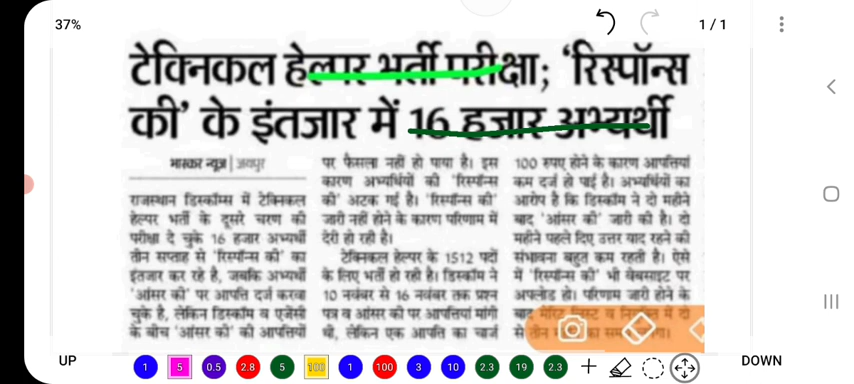 37%
1 / 1
टेक्निकल हेल्पर भर्ती परीक्षा; 'रिस्पॉन्स
की' के इंतजार में 16 हजार अभ्यर्थी
भास्कर न्यूज | जयपुर
राजस्थान डिस्कॉम्स में टेक्निकल
हेल्पर भर्ती के दूसरे चरण की
परीक्षा दे चुके 16 हजार अभ्यर्थी
तीन सप्ताह से 'रिस्पॉन्स की' का
इंतजार कर रहे है, जबकि अभ्यर्थी
'आंसर की' पर आपत्ति दर्ज करवा
चुके है, लेकिन डिस्कॉम व एजेंसी
के बीच 'आंसर की' की आपत्तियों
पर फैसला नहीं हो पाया है। इस
कारण अभ्यर्थियों की 'रिस्पॉन्स
की' अटक गई है। 'रिस्पॉन्स की'
जारी नहीं होने के कारण परिणाम में
देरी हो रही है।
टेक्निकल हेल्पर के 1512 पदों
के लिए भर्ती हो रही है। डिस्कॉम ने
10 नवंबर से 16 नवंबर तक प्रश्न
पत्र व आंसर की पर आपत्तियां मांगी
थी, लेकिन एक आपत्ति का चार्ज
100 रुपए होने के कारण आपत्तियां
कम दर्ज हो पाई है। अभ्यर्थियों का
आरोप है कि डिस्कॉम ने दो महीने
बाद 'आंसर की' जारी की है। दो
महीने पहले दिए उत्तर याद रहने की
संभावना बहुत कम रहती है। ऐसे
में 'रिस्पॉन्स की' भी वेबसाइट पर
अपलोड हो। परिणाम जारी होने के
बाद मेरिट लिस्ट व में दो
से तीन का
UP
1
5
0.5
2.8
5
100
1
100
3
10
2.3
19
2.3
DOWN